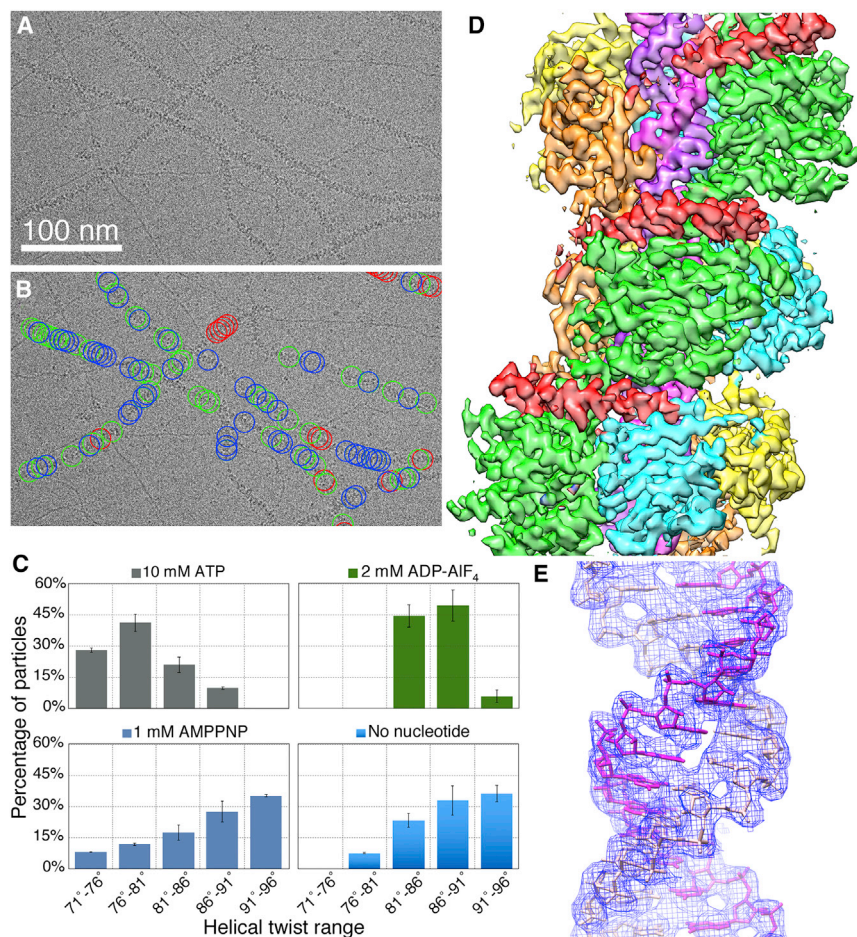 A
100 nm
B
C
10 mM ATP
2 mM ADP-AlF4
60%
45%
30%
15%
0%
1 mM AMPPNP
No nucleotide
60%
45%
30%
15%
0%
Percentage of particles
71°-76°
76°-81°
81°-86°
86°-91°
91°-96°
71°-76°
76°-81°
81°-86°
86°-91°
91°-96°
Helical twist range
D
E